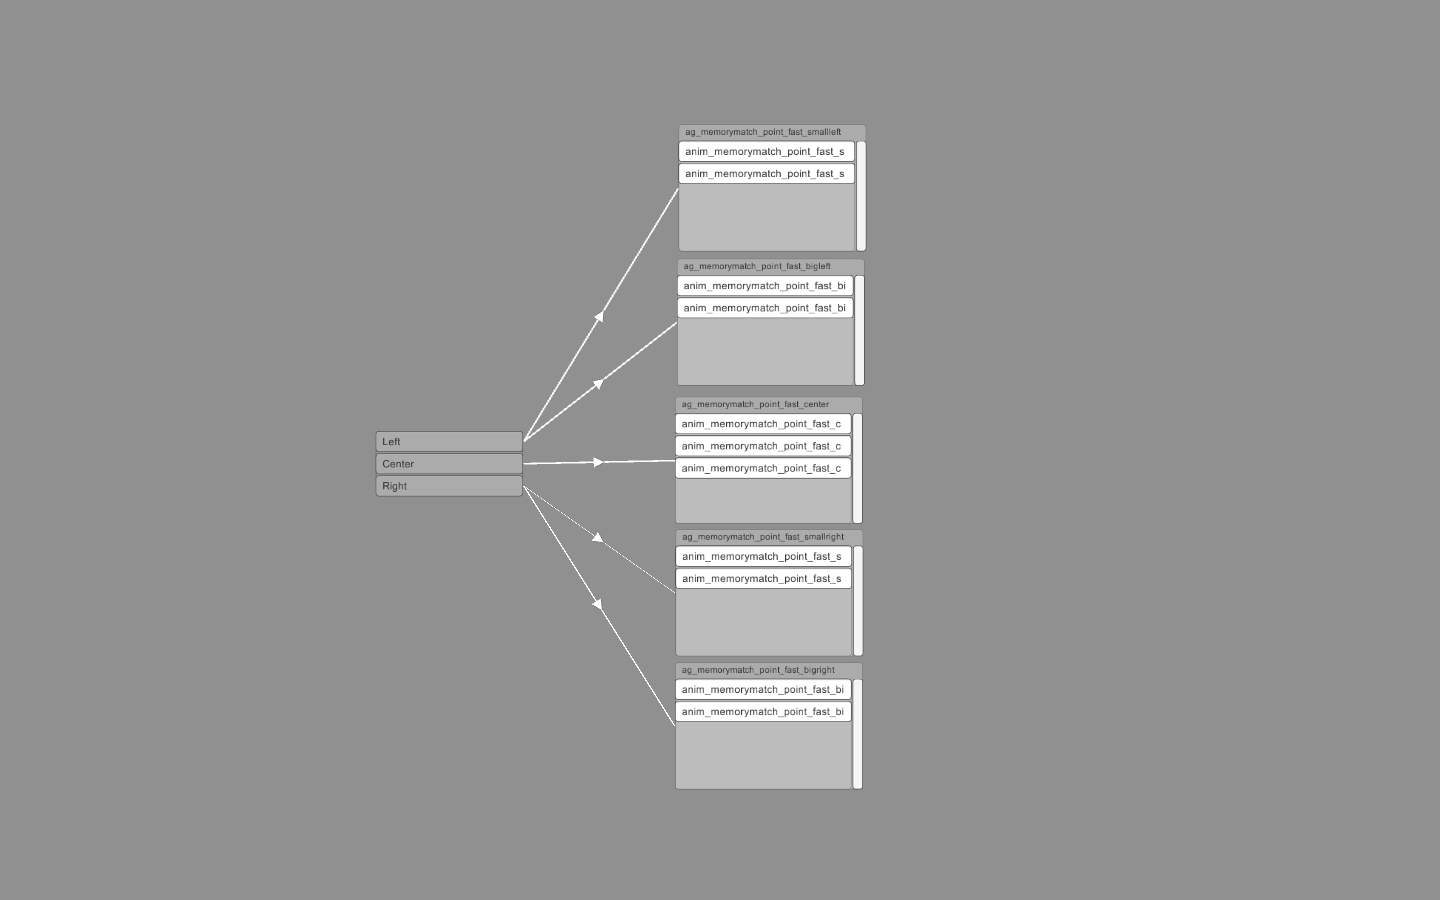 ag_memorymatch_point_fast_smallleft
anim_memorymatch_point_fast_s
anim_memorymatch_point_fast_s
ag_memorymatch_point_fast_bigleft
anim_memorymatch_point_fast_bi
anim_memorymatch_point_fast_bi
Left
Center
Right
ag_memorymatch_point_fast_center
anim_memorymatch_point_fast_c
anim_memorymatch_point_fast_c
anim_memorymatch_point_fast_c
ag_memorymatch_point_fast_smallright
anim_memorymatch_point_fast_s
anim_memorymatch_point_fast_s
ag_memorymatch_point_fast_bigright
anim_memorymatch_point_fast_bi
anim_memorymatch_point_fast_bi